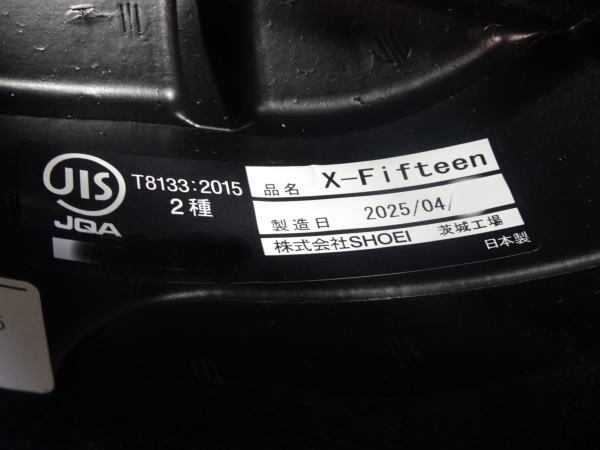 JIS
JQA
T8133:2015
2種
品名 X-Fifteen
製造日 2025/04/
株式会社SHOEI 茨城工場
日本製